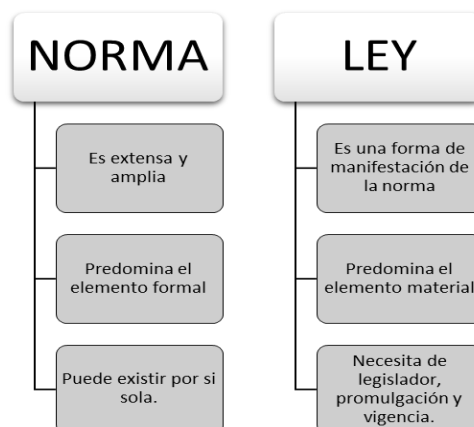 NORMA
Es extensa y
amplia
Predomina el
elemento formal
Puede existir por si
sola.
LEY
Es una forma de
manifestación de
la norma
Predomina el
elemento material
Necesita de
legislador,
promulgación y
vigencia.